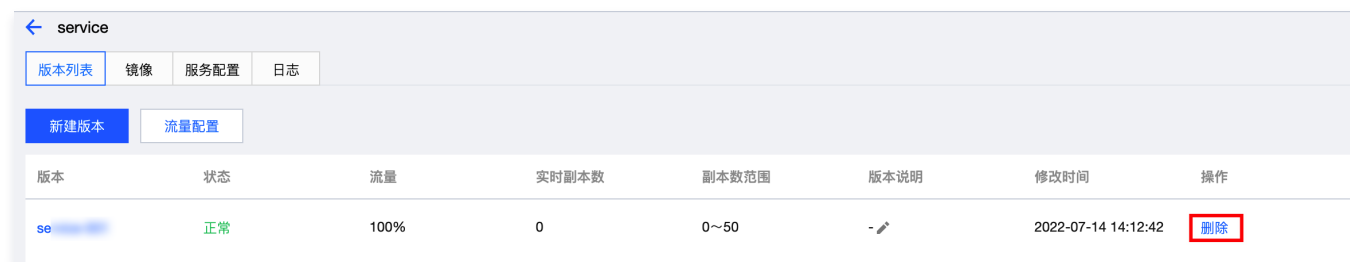 ← service
版本列表 镜像 服务配置 日志
新建版本 流量配置
版本 状态 流量 实时副本数 副本数范围 版本说明 修改时间 操作
se 正常 100% 0 0～50 - 2022-07-14 14:12:42 删除